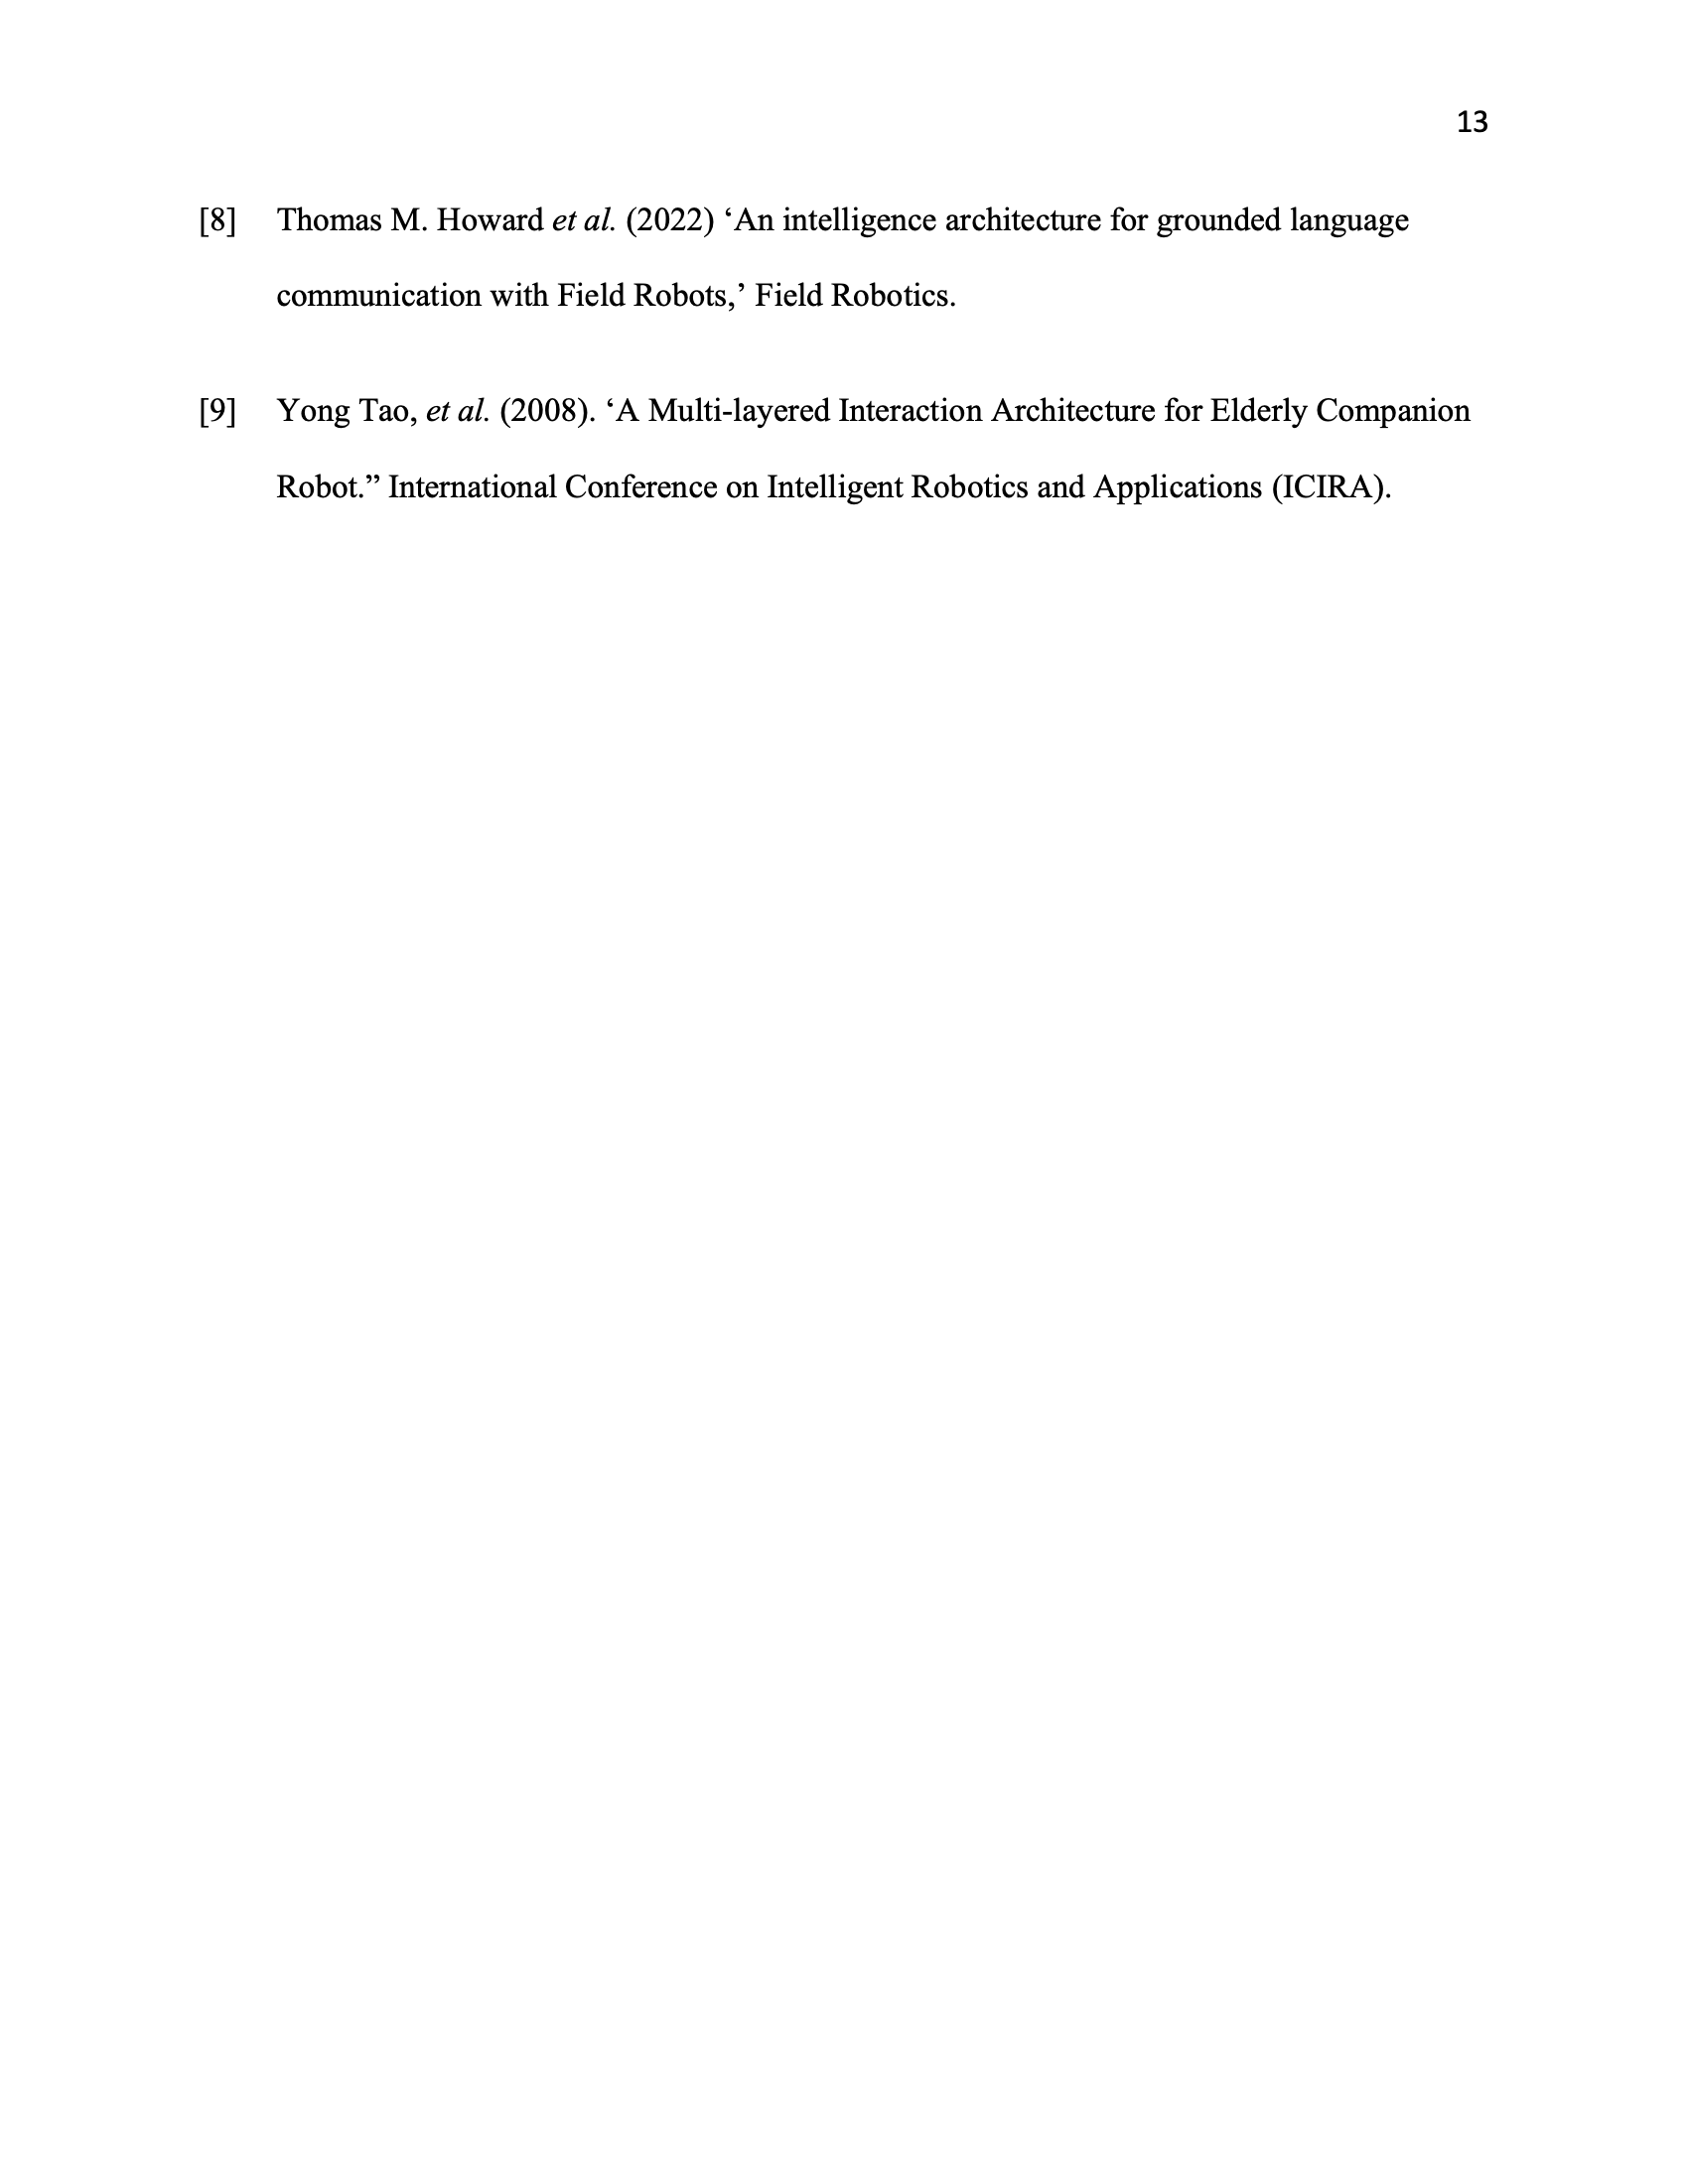 13
[8] Thomas M. Howard et al. (2022) ‘An intelligence architecture for grounded language
communication with Field Robots,’ Field Robotics.
[9] Yong Tao, et al. (2008). ‘A Multi-layered Interaction Architecture for Elderly Companion
Robot.” International Conference on Intelligent Robotics and Applications (ICIRA).